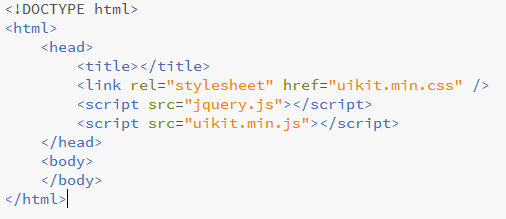 <!DOCTYPE html>
<html>
    <head>
        <title></title>
        <link rel="stylesheet" href="uikit.min.css" />
        <script src="jquery.js"></script>
        <script src="uikit.min.js"></script>
    </head>
    <body>
    </body>
</html>